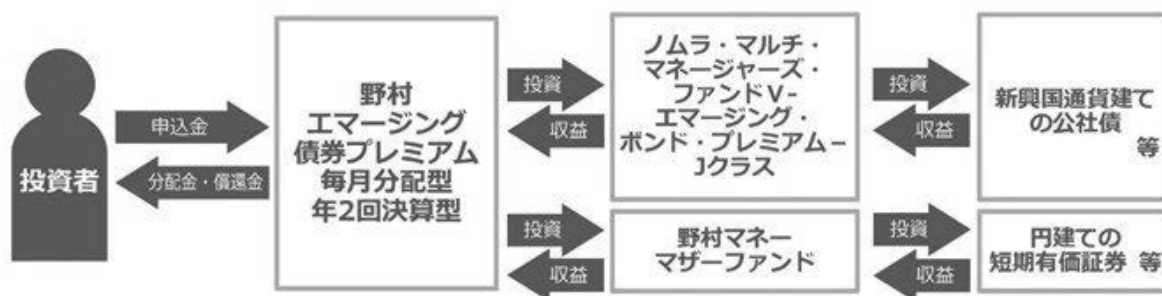 投資者
申込金
分配金・償還金
野村
エマージング
債券プレミアム
毎月分配型
年2回決算型
投資
収益
ノムラ・マルチ・
マネージャーズ・
ファンドⅤ-
エマージング・
ボンド・プレミアム－
Jクラス
投資
収益
新興国通貨建て
の公社債
等
投資
収益
野村マネー
マザーファンド
投資
収益
円建ての
短期有価証券 等